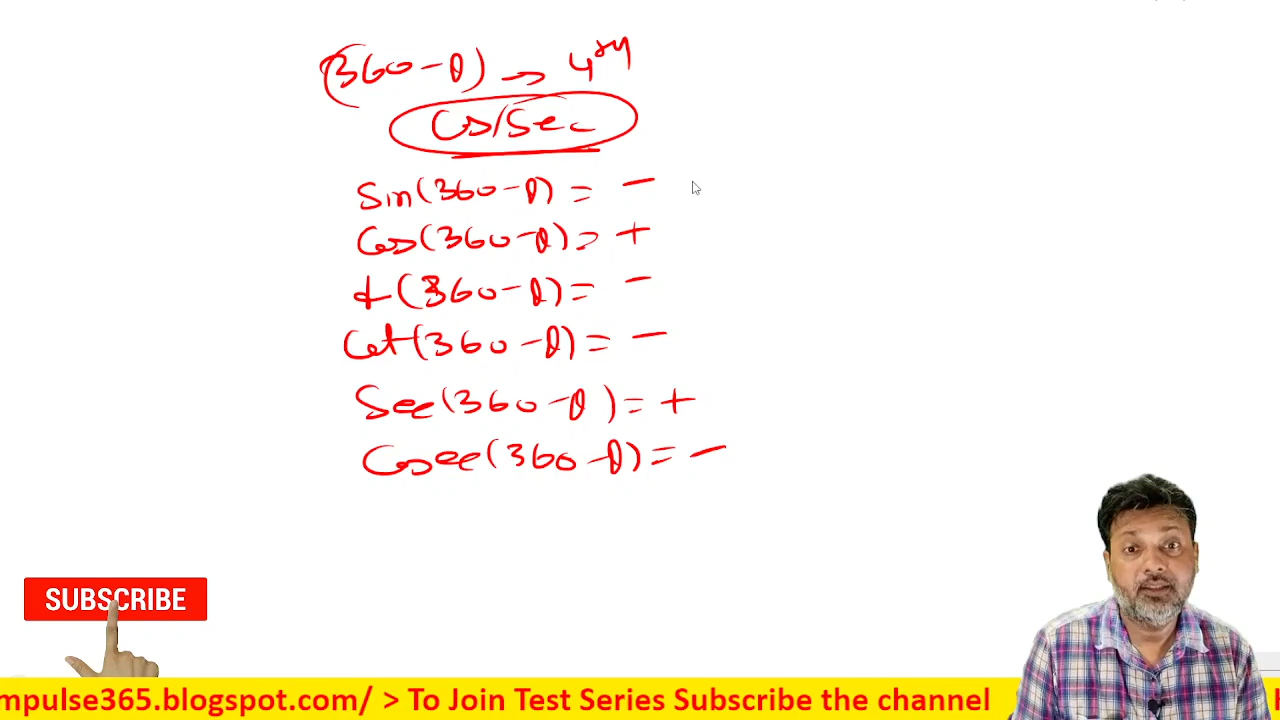 (360-θ) → 4th
Cos/Sec
Sin(360-θ) = -
Cos(360-θ) = +
t(360-θ) = -
Cot(360-θ) = -
Sec(360-θ) = +
Cosec(360-θ) = -
SUBSCRIBE
mpulse365.blogspot.com/ > To Join Test Series Subscribe the channel